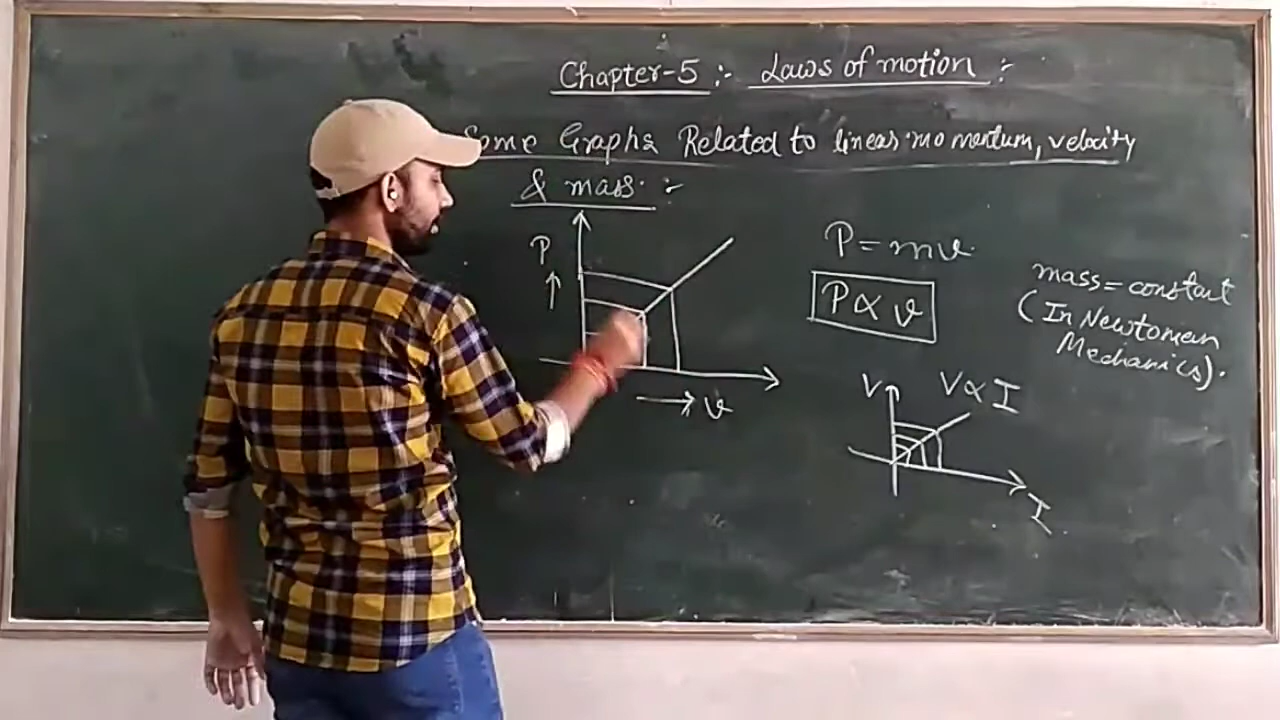 Chapter-5 :- Laws of motion :-
Some Graphs Related to linear momentum, velocity
& mass :-
P
↑
→ v
P = mv
P ∝ v
mass = constant
(In Newtonian
Mechanics).
V
V ∝ I
I